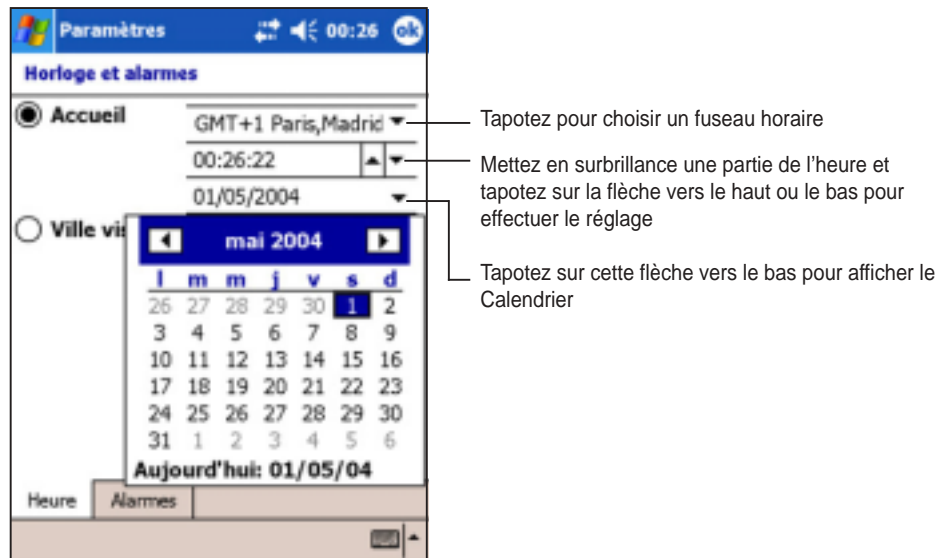 Paramètres 00:26 ok
Horloge et alarmes
Accueil
GMT+1 Paris,Madrid
00:26:22
01/05/2004
Ville vis
mai 2004
l m m j v s d
26 27 28 29 30 1 2
3 4 5 6 7 8 9
10 11 12 13 14 15 16
17 18 19 20 21 22 23
24 25 26 27 28 29 30
31 1 2 3 4 5 6
Aujourd'hui: 01/05/04
Heure Alarmes
Tapotez pour choisir un fuseau horaire
Mettez en surbrillance une partie de l’heure et
tapotez sur la flèche vers le haut ou le bas pour
effectuer le réglage
Tapotez sur cette flèche vers le bas pour afficher le
Calendrier